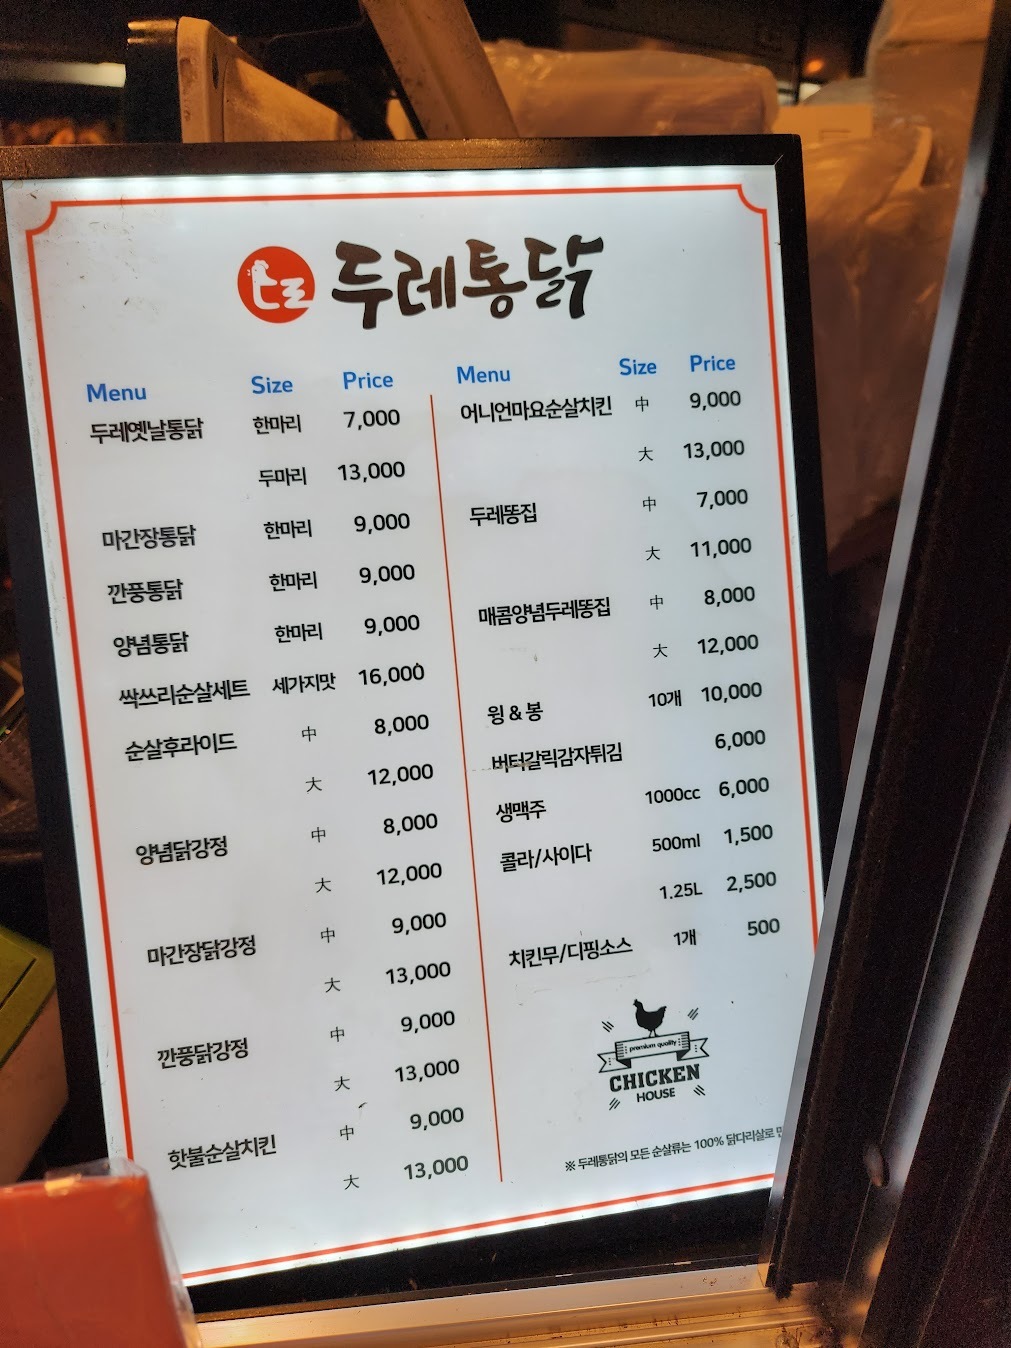 두레통닭
Menu Size Price
두레옛날통닭 한마리 7,000
두마리 13,000
마간장통닭 한마리 9,000
깐풍통닭 한마리 9,000
양념통닭 한마리 9,000
싹쓰리순살세트 세가지맛 16,000
순살후라이드 中 8,000
大 12,000
양념닭강정 中 8,000
大 12,000
마간장닭강정 中 9,000
大 13,000
깐풍닭강정 中 9,000
大 13,000
핫불순살치킨 中 9,000
大 13,000
Menu Size Price
어니언마요순살치킨 中 9,000
大 13,000
두레똥집 中 7,000
大 11,000
매콤양념두레똥집 中 8,000
大 12,000
윙 & 봉 10개 10,000
버터갈릭감자튀김 6,000
생맥주 1000cc 6,000
콜라/사이다 500ml 1,500
1.25L 2,500
치킨무/디핑소스 1개 500
premium quality
CHICKEN
HOUSE
※ 두레통닭의 모든 순살류는 100% 닭다리살로